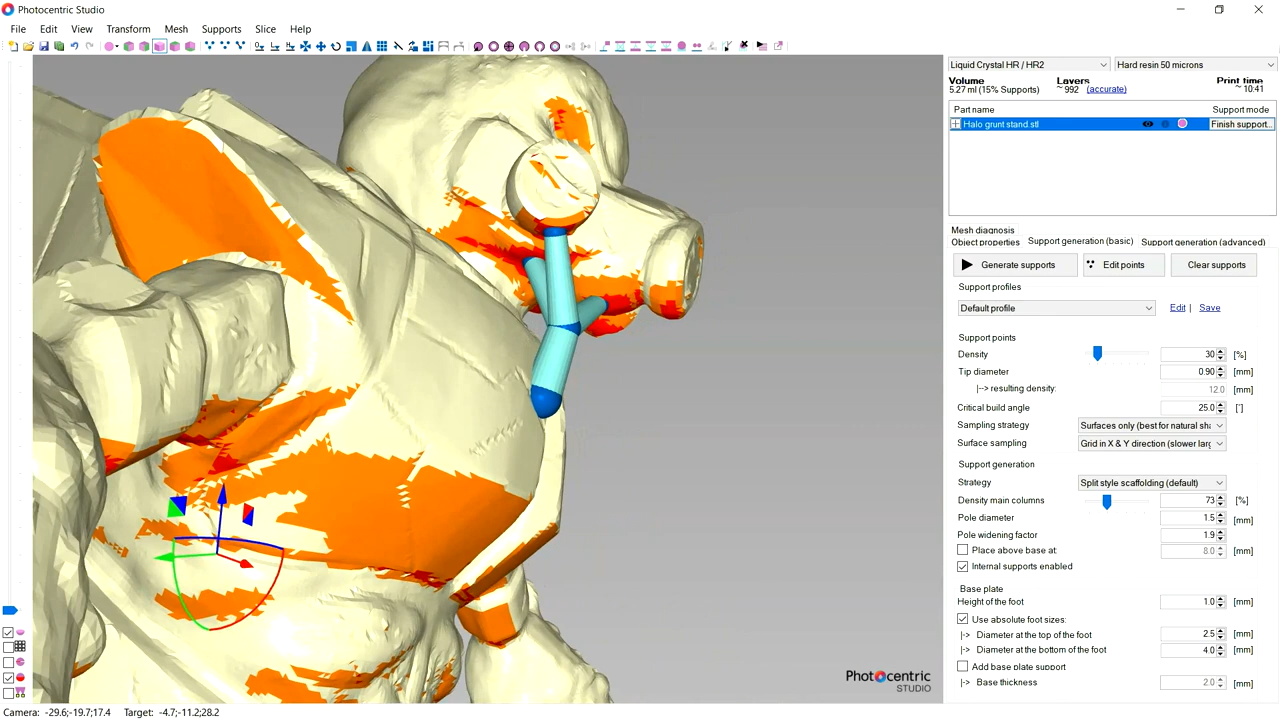 Photocentric Studio
File Edit View Transform Mesh Supports Slice Help
Liquid Crystal HR / HR2 Hard resin 50 microns
Volume Layers Print time
5.27 ml (15% Supports) ~ 992 (accurate) ~ 10:41
Part name Support mode
Halo grunt stand.stl Finish support...
Mesh diagnosis
Object properties Support generation (basic) Support generation (advanced)
Generate supports Edit points Clear supports
Support profiles
Default profile Edit | Save
Support points
Density 30 [%]
Tip diameter 0.90 [mm]
|--> resulting density: 12.0 [mm]
Critical build angle 25.0 [°]
Sampling strategy Surfaces only (best for natural sha
Surface sampling Grid in X & Y direction (slower larg
Support generation
Strategy Split style scaffolding (default)
Density main columns 73 [%]
Pole diameter 1.5 [mm]
Pole widening factor 1.9
Place above base at: 8.0 [mm]
Internal supports enabled
Base plate
Height of the foot 1.0 [mm]
Use absolute foot sizes:
|-> Diameter at the top of the foot 2.5 [mm]
|-> Diameter at the bottom of the foot 4.0 [mm]
Add base plate support
|-> Base thickness 2.0 [mm]
Photocentric
STUDIO
Camera: -29.6;-19.7;17.4 Target: -4.7;-11.2;28.2